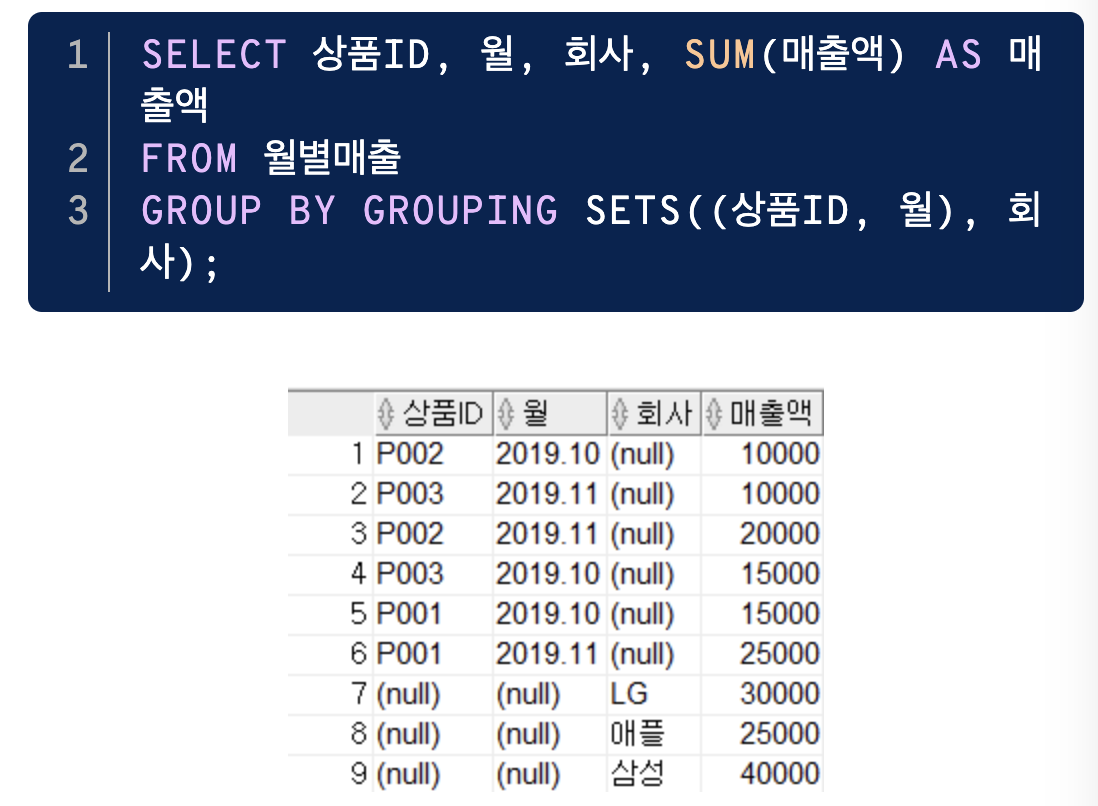 1 SELECT 상품ID, 월, 회사, SUM(매출액) AS 매
출액
2 FROM 월별매출
3 GROUP BY GROUPING SETS((상품ID, 월), 회
사);
상품ID 월 회사 매출액
1 P002 2019.10 (null) 10000
2 P003 2019.11 (null) 10000
3 P002 2019.11 (null) 20000
4 P003 2019.10 (null) 15000
5 P001 2019.10 (null) 15000
6 P001 2019.11 (null) 25000
7 (null) (null) LG 30000
8 (null) (null) 애플 25000
9 (null) (null) 삼성 40000